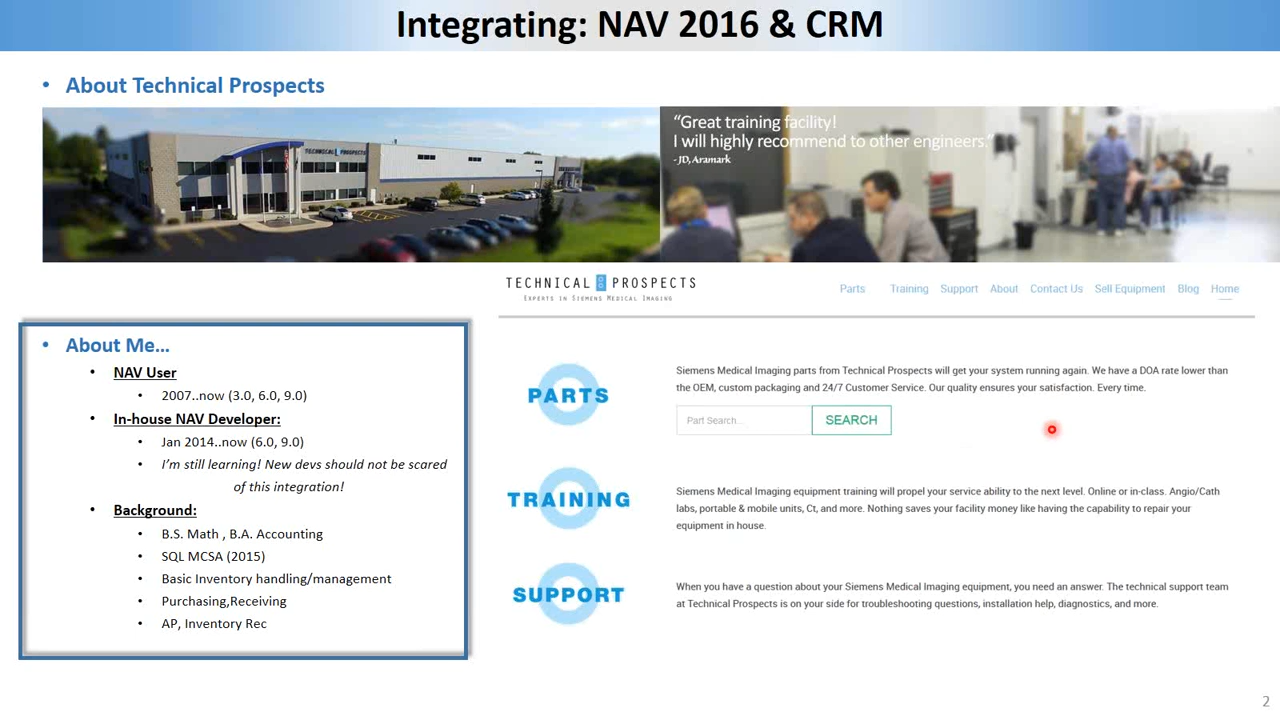 Integrating: NAV 2016 & CRM
• About Technical Prospects
TECHNICAL PROSPECTS
“Great training facility!
I will highly recommend to other engineers.”
- JD, Aramark
TECHNICAL PROSPECTS
EXPERTS IN SIEMENS MEDICAL IMAGING
Parts Training Support About Contact Us Sell Equipment Blog Home
• About Me…
• NAV User
• 2007..now (3.0, 6.0, 9.0)
• In-house NAV Developer:
• Jan 2014..now (6.0, 9.0)
• I’m still learning! New devs should not be scared
of this integration!
• Background:
• B.S. Math , B.A. Accounting
• SQL MCSA (2015)
• Basic Inventory handling/management
• Purchasing,Receiving
• AP, Inventory Rec
PARTS
Siemens Medical Imaging parts from Technical Prospects will get your system running again. We have a DOA rate lower than
the OEM, custom packaging and 24/7 Customer Service. Our quality ensures your satisfaction. Every time.
Part Search... SEARCH
TRAINING
Siemens Medical Imaging equipment training will propel your service ability to the next level. Online or in-class. Angio/Cath
labs, portable & mobile units, Ct, and more. Nothing saves your facility money like having the capability to repair your
equipment in house.
SUPPORT
When you have a question about your Siemens Medical Imaging equipment, you need an answer. The technical support team
at Technical Prospects is on your side for troubleshooting questions, installation help, diagnostics, and more.
2